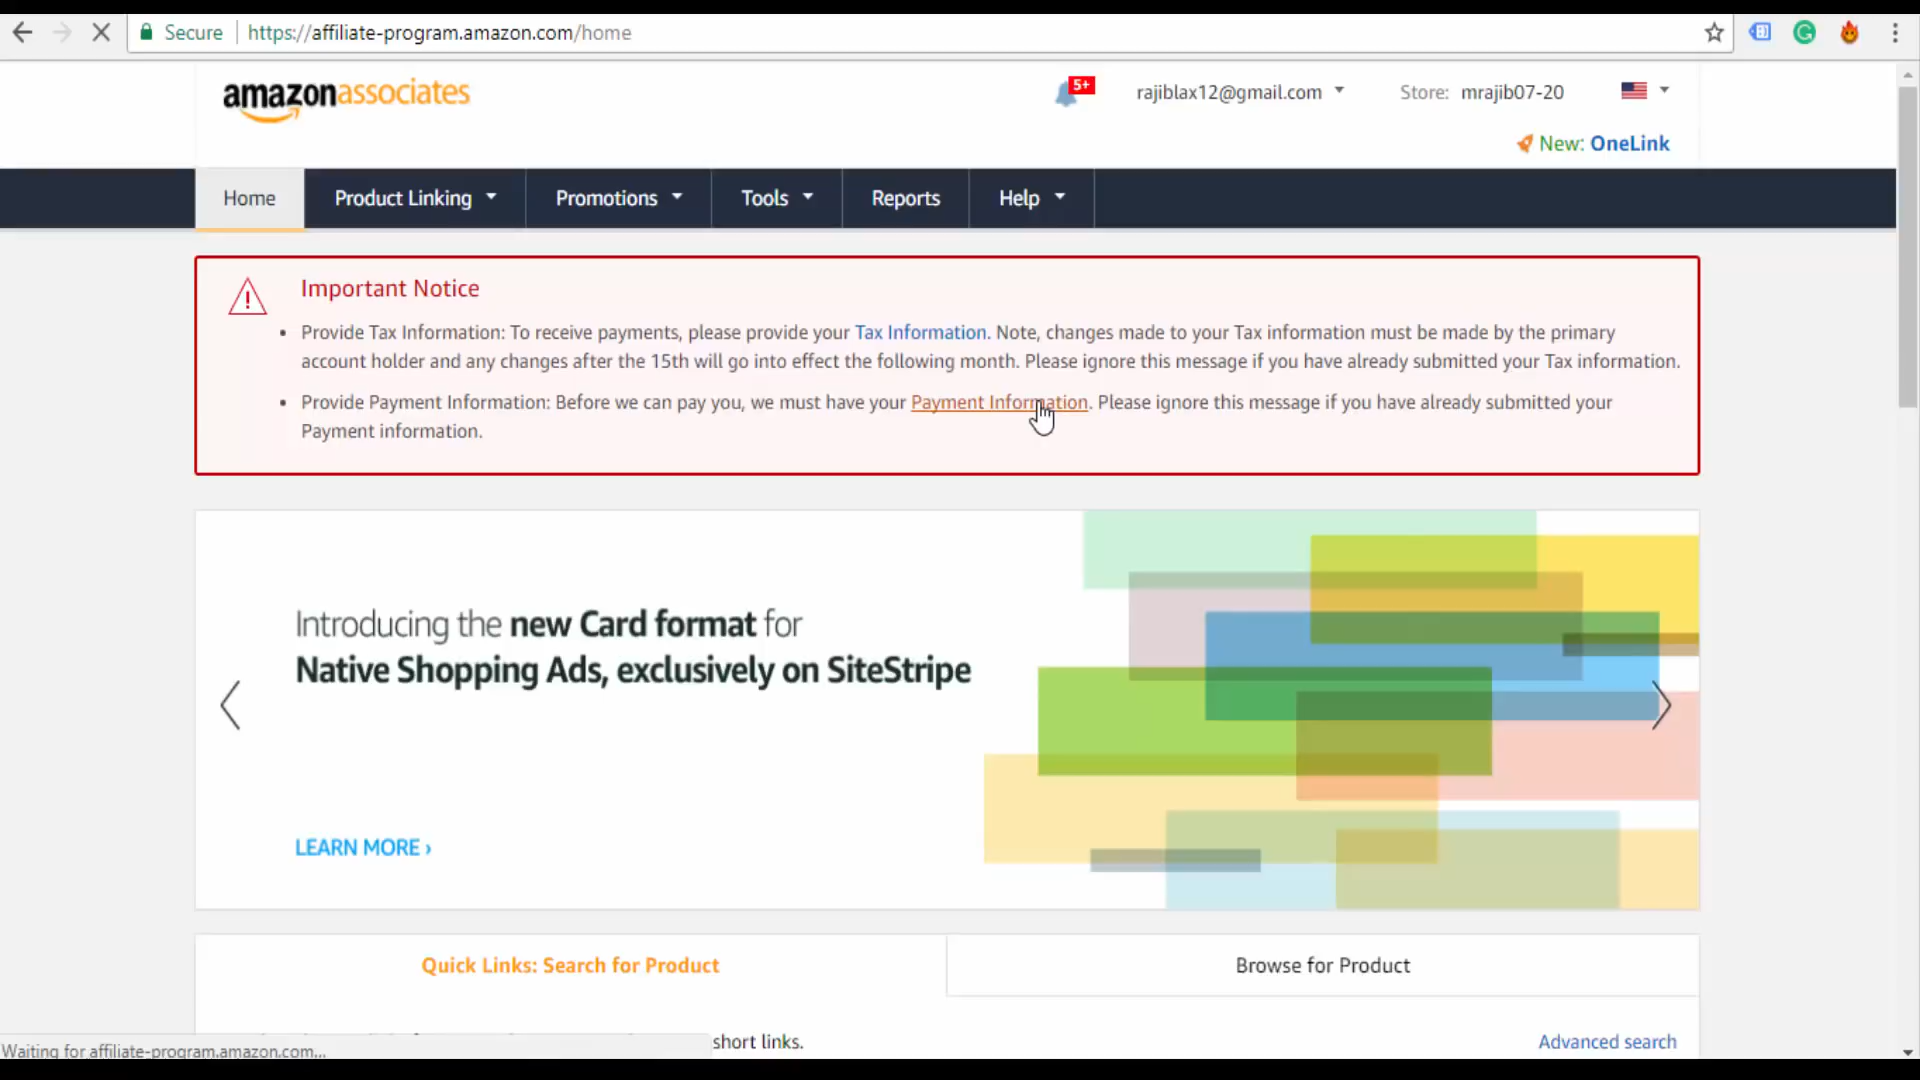 Secure https://affiliate-program.amazon.com/home
amazonassociates
5+
rajiblax12@gmail.com
Store: mrajib07-20
New: OneLink
Home Product Linking Promotions Tools Reports Help
Important Notice
Provide Tax Information: To receive payments, please provide your Tax Information. Note, changes made to your Tax information must be made by the primary
account holder and any changes after the 15th will go into effect the following month. Please ignore this message if you have already submitted your Tax information.
Provide Payment Information: Before we can pay you, we must have your Payment Information. Please ignore this message if you have already submitted your
Payment information.
Introducing the new Card format for
Native Shopping Ads, exclusively on SiteStripe
LEARN MORE ›
Quick Links: Search for Product
Browse for Product
short links.
Advanced search
Waiting for affiliate-program.amazon.com...